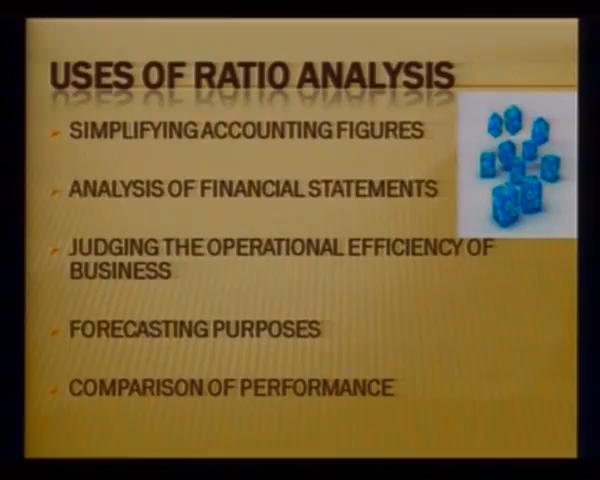 USES OF RATIO ANALYSIS
SIMPLIFYING ACCOUNTING FIGURES
ANALYSIS OF FINANCIAL STATEMENTS
JUDGING THE OPERATIONAL EFFICIENCY OF
BUSINESS
FORECASTING PURPOSES
COMPARISON OF PERFORMANCE